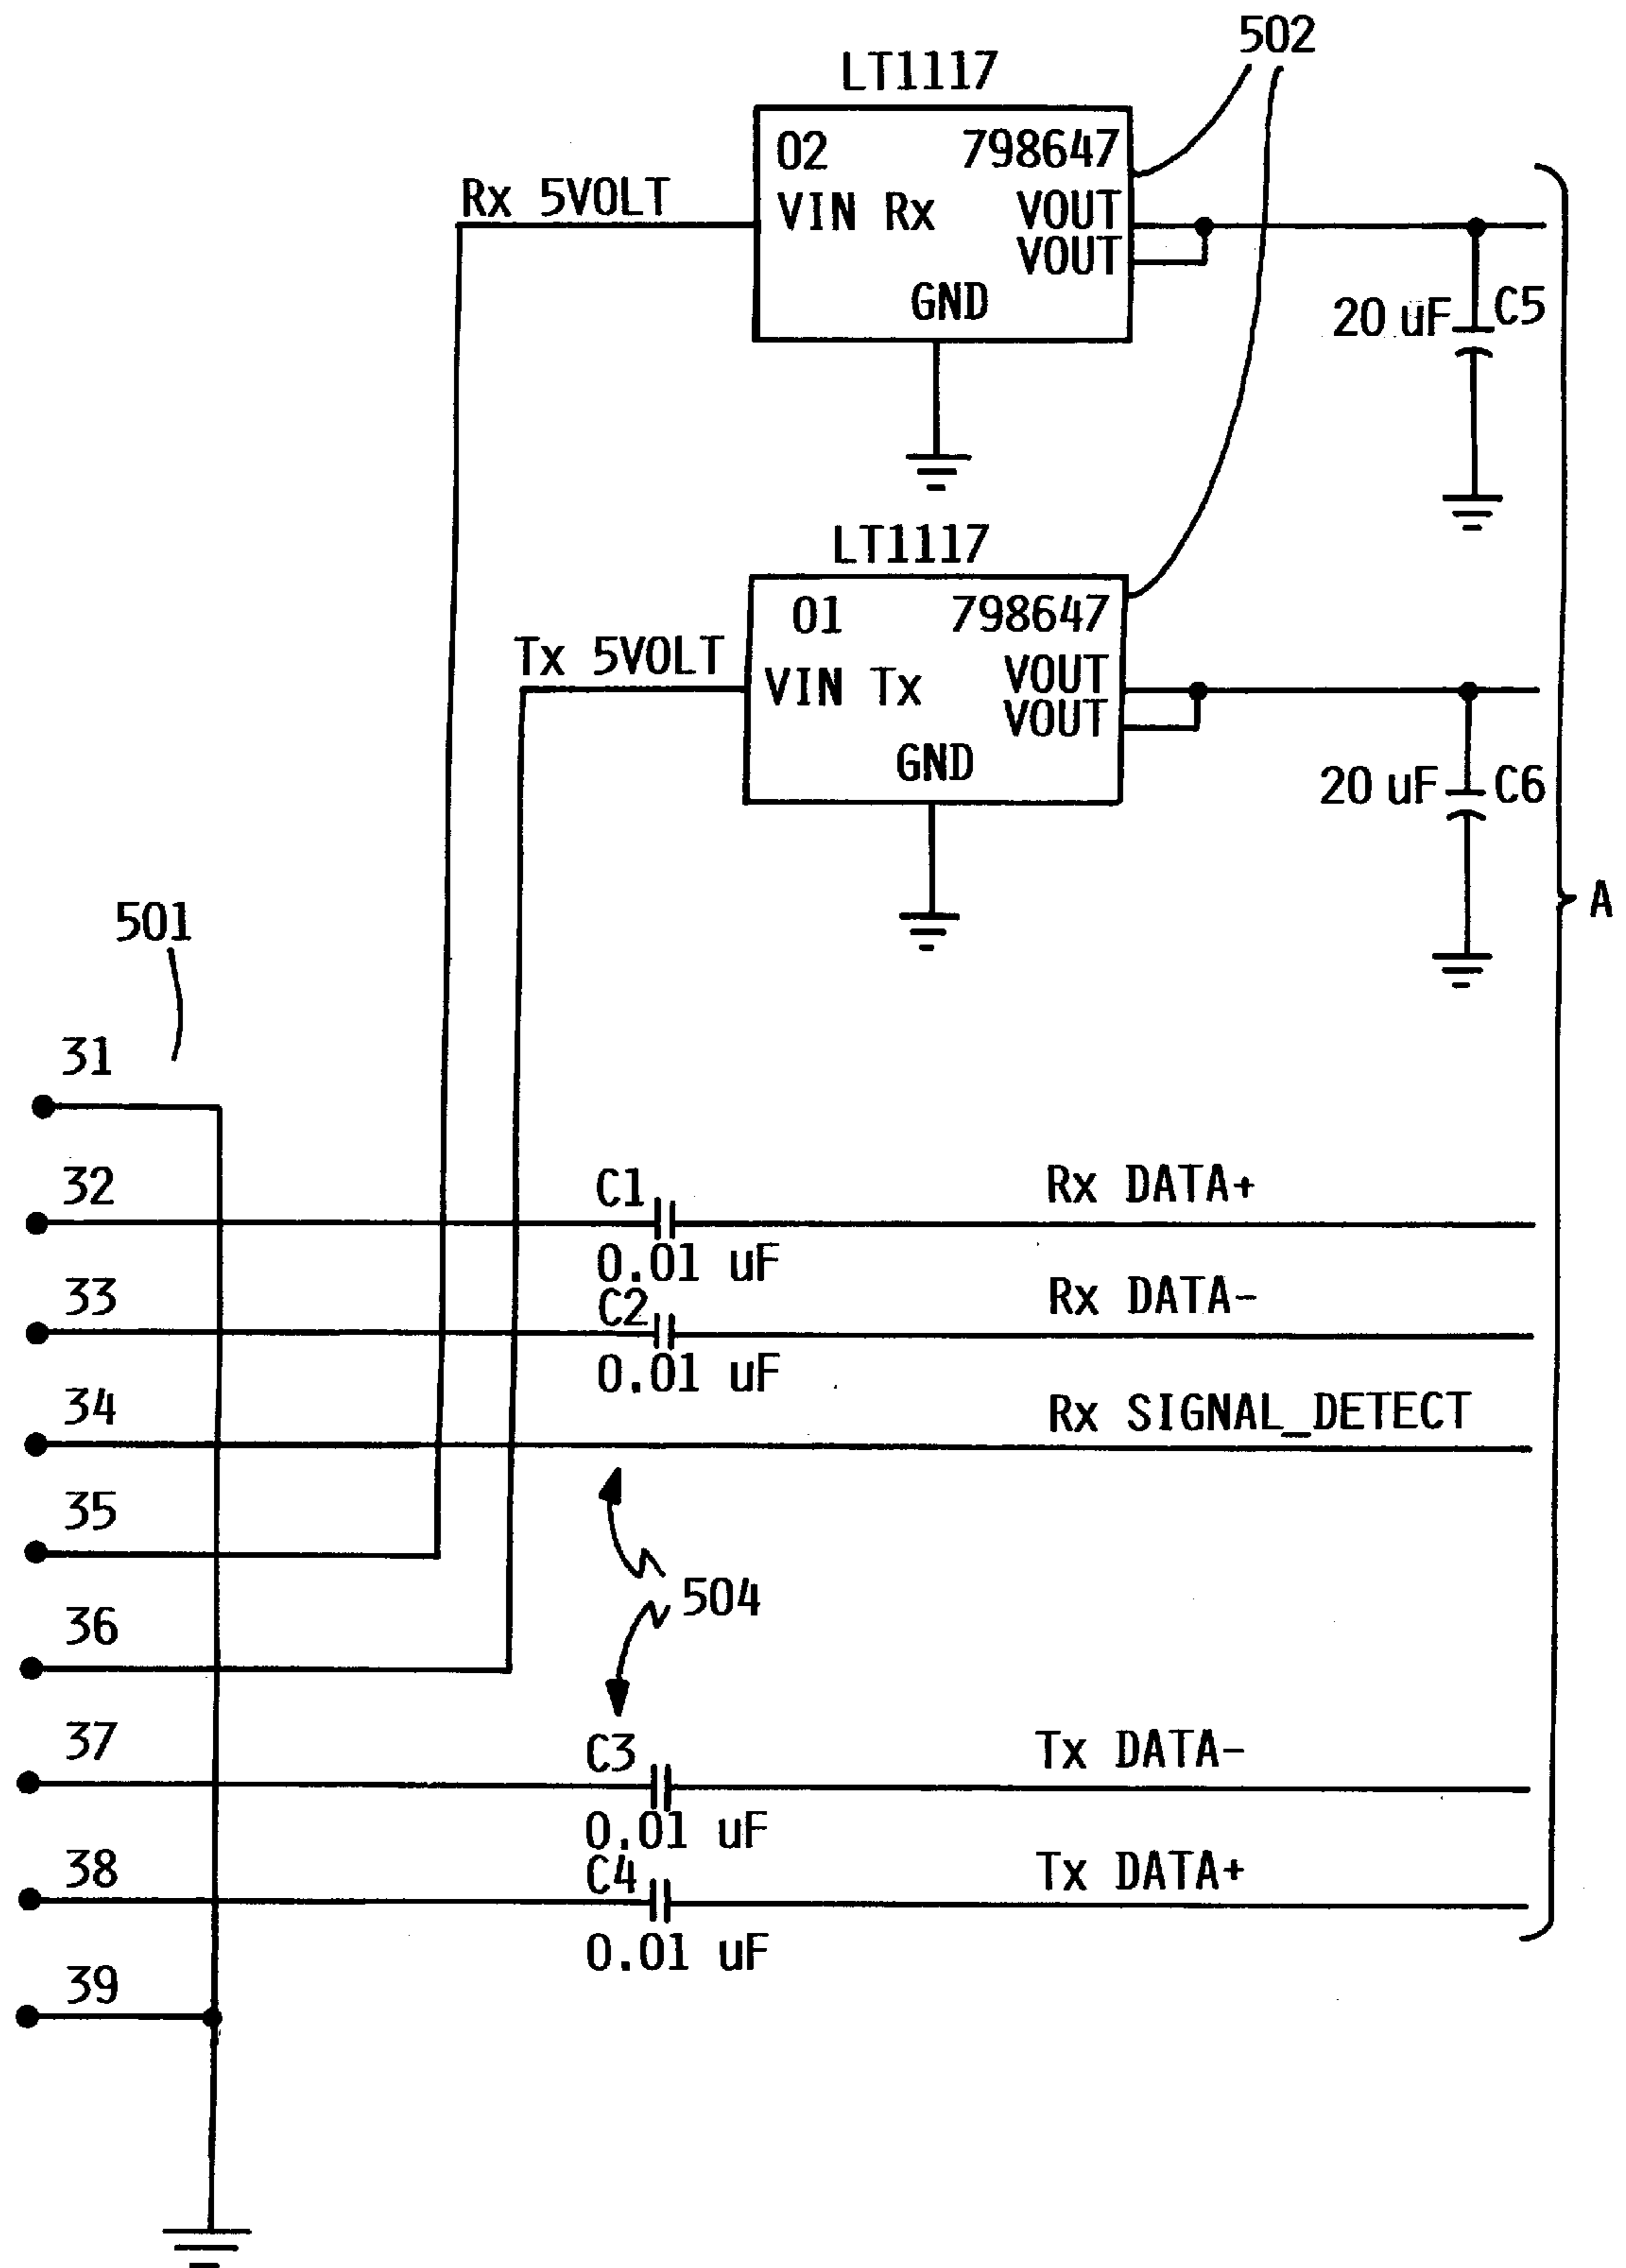 502
LT1117
02 798647
Rx 5VOLT
VIN Rx VOUT
VOUT
GND
20 uF C5
LT1117
01 798647
Tx 5VOLT
VIN Tx VOUT
VOUT
GND
20 uF C6
A
501
31
32 C1 Rx DATA+
0.01 uF
33 C2 Rx DATA-
0.01 uF
34 Rx SIGNAL_DETECT
35
504
36
37 C3 Tx DATA-
0.01 uF
38 C4 Tx DATA+
0.01 uF
39